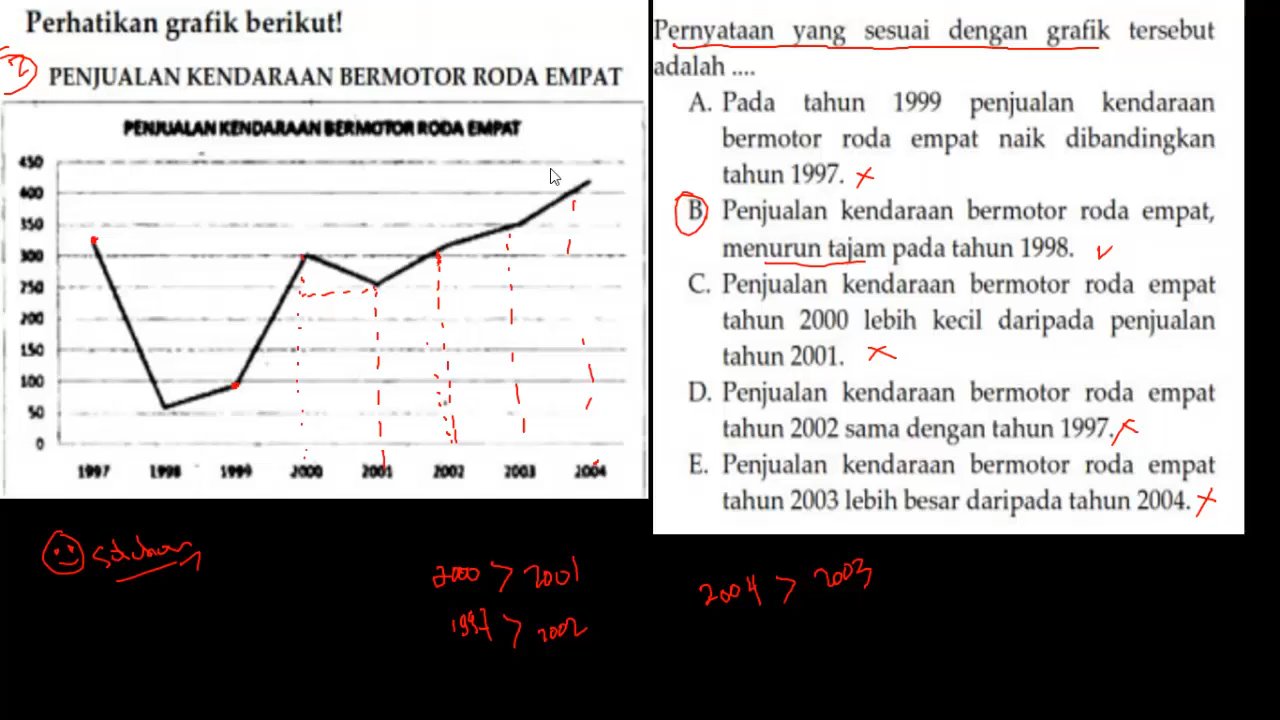 Perhatikan grafik berikut!
2
PENJUALAN KENDARAAN BERMOTOR RODA EMPAT
PENJUALAN KENDARAAN BERMOTOR RODA EMPAT
450
400
350
300
250
200
150
100
50
0
1997 1998 1999 2000 2001 2002 2003 2004
Pernyataan yang sesuai dengan grafik tersebut
adalah ....
A. Pada tahun 1999 penjualan kendaraan
bermotor roda empat naik dibandingkan
tahun 1997.
B Penjualan kendaraan bermotor roda empat,
menurun tajam pada tahun 1998.
C. Penjualan kendaraan bermotor roda empat
tahun 2000 lebih kecil daripada penjualan
tahun 2001.
D. Penjualan kendaraan bermotor roda empat
tahun 2002 sama dengan tahun 1997.
E. Penjualan kendaraan bermotor roda empat
tahun 2003 lebih besar daripada tahun 2004.
2000 > 2001
1997 > 2002
2004 > 2003